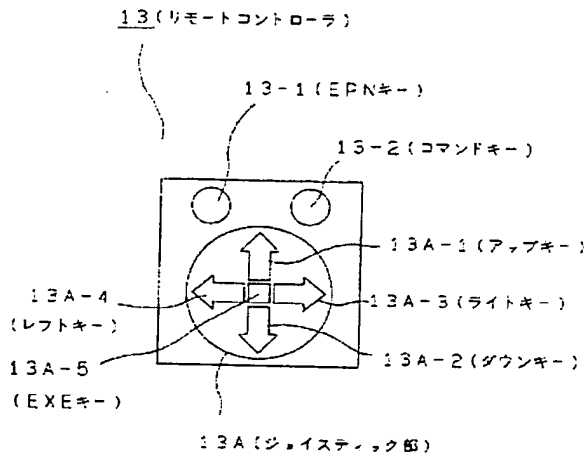 13(リモートコントローラ)
13-1(EPNキー)
13-2(コマンドキー)
13A-1(アップキー)
13A-4
(レフトキー)
13A-3(ライトキー)
13A-5
(EXEキー)
13A-2(ダウンキー)
13A(ジョイスティック部)